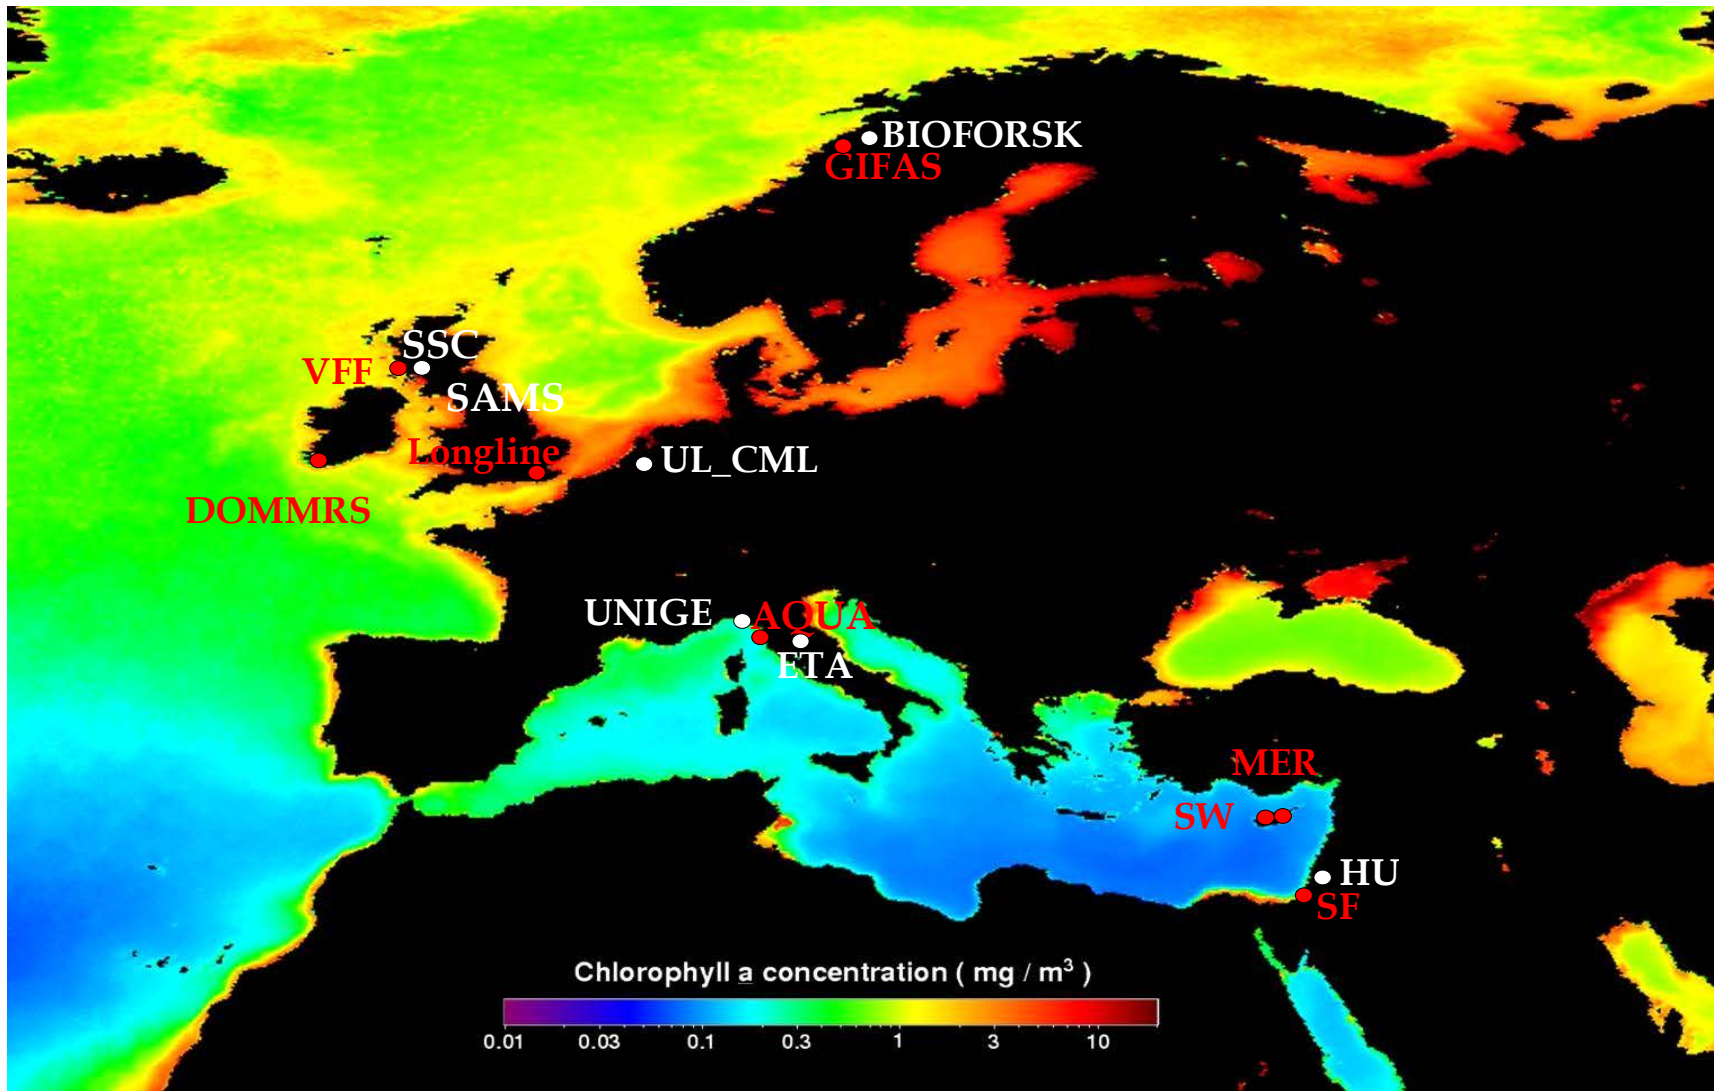 BIOFORSK
GIFAS
SSC
VFF
SAMS
Longline
UL_CML
DOMMRS
UNIGE
AQUA
ETA
MER
SW
HU
SF
Chlorophyll a concentration ( mg / m³ )
0.01 0.03 0.1 0.3 1 3 10